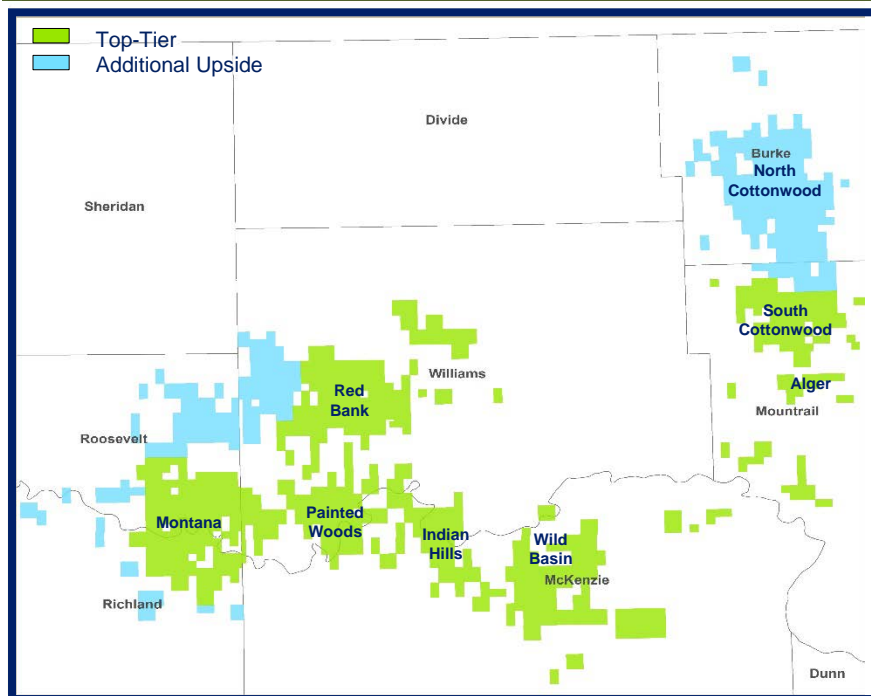 Top-Tier
Additional Upside
Divide
Burke
North
Cottonwood
Sheridan
South
Cottonwood
Williams
Red
Bank
Alger
Mountrail
Roosevelt
Montana
Painted
Woods
Indian
Hills
Wild
Basin
McKenzie
Richland
Dunn